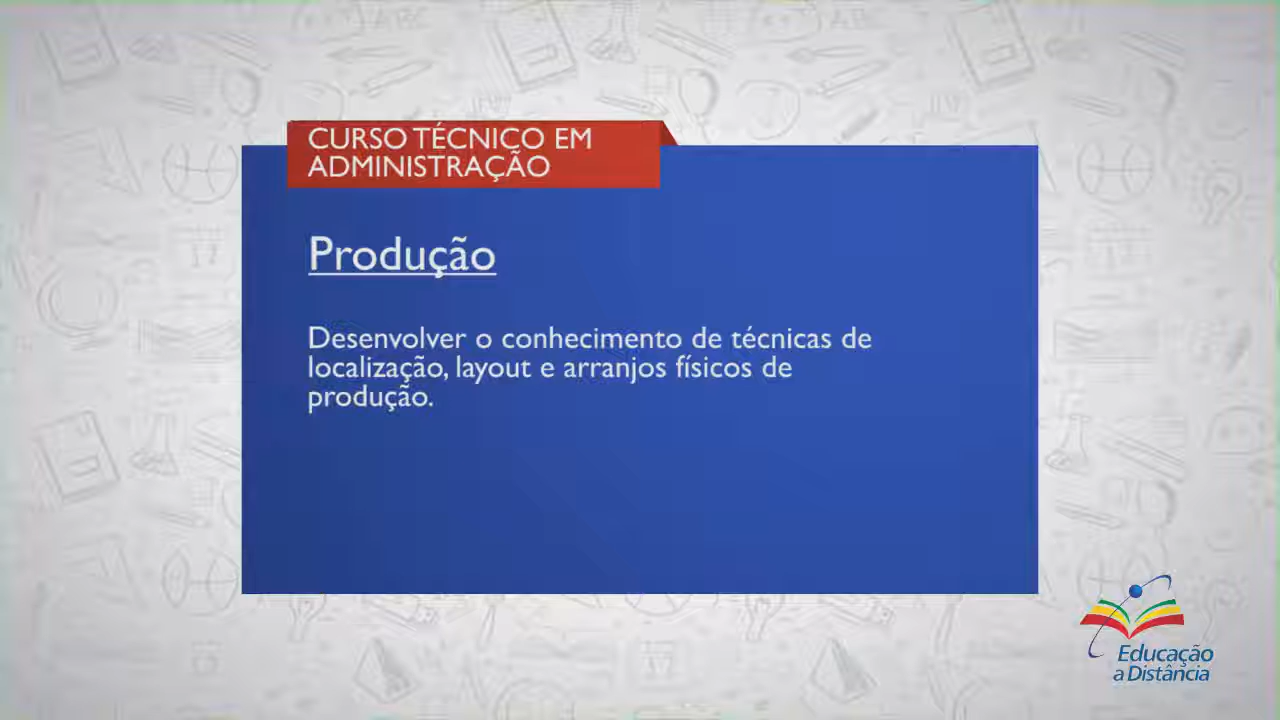 CURSO TÉCNICO EM
ADMINISTRAÇÃO
Produção
Desenvolver o conhecimento de técnicas de
localização, layout e arranjos físicos de
produção.
Educação
a Distância